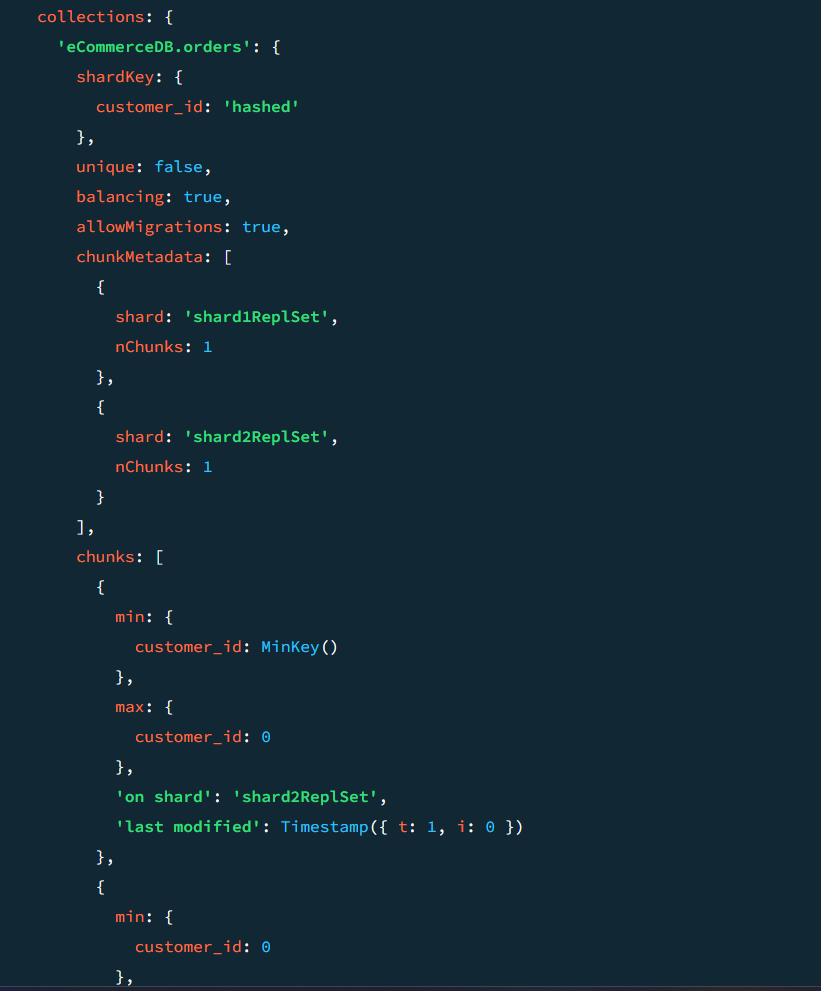 collections: {
'eCommerceDB.orders': {
shardKey: {
customer_id: 'hashed'
},
unique: false,
balancing: true,
allowMigrations: true,
chunkMetadata: [
{
shard: 'shard1ReplSet',
nChunks: 1
},
{
shard: 'shard2ReplSet',
nChunks: 1
}
],
chunks: [
{
min: {
customer_id: MinKey()
},
max: {
customer_id: 0
},
'on shard': 'shard2ReplSet',
'last modified': Timestamp({ t: 1, i: 0 })
},
{
min: {
customer_id: 0
},